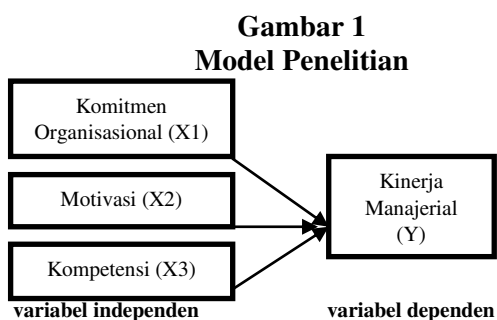 Gambar 1
Model Penelitian
Komitmen
Organisasional (X1)
Motivasi (X2)
Kompetensi (X3)
Kinerja
Manajerial
(Y)
variabel independen
variabel dependen